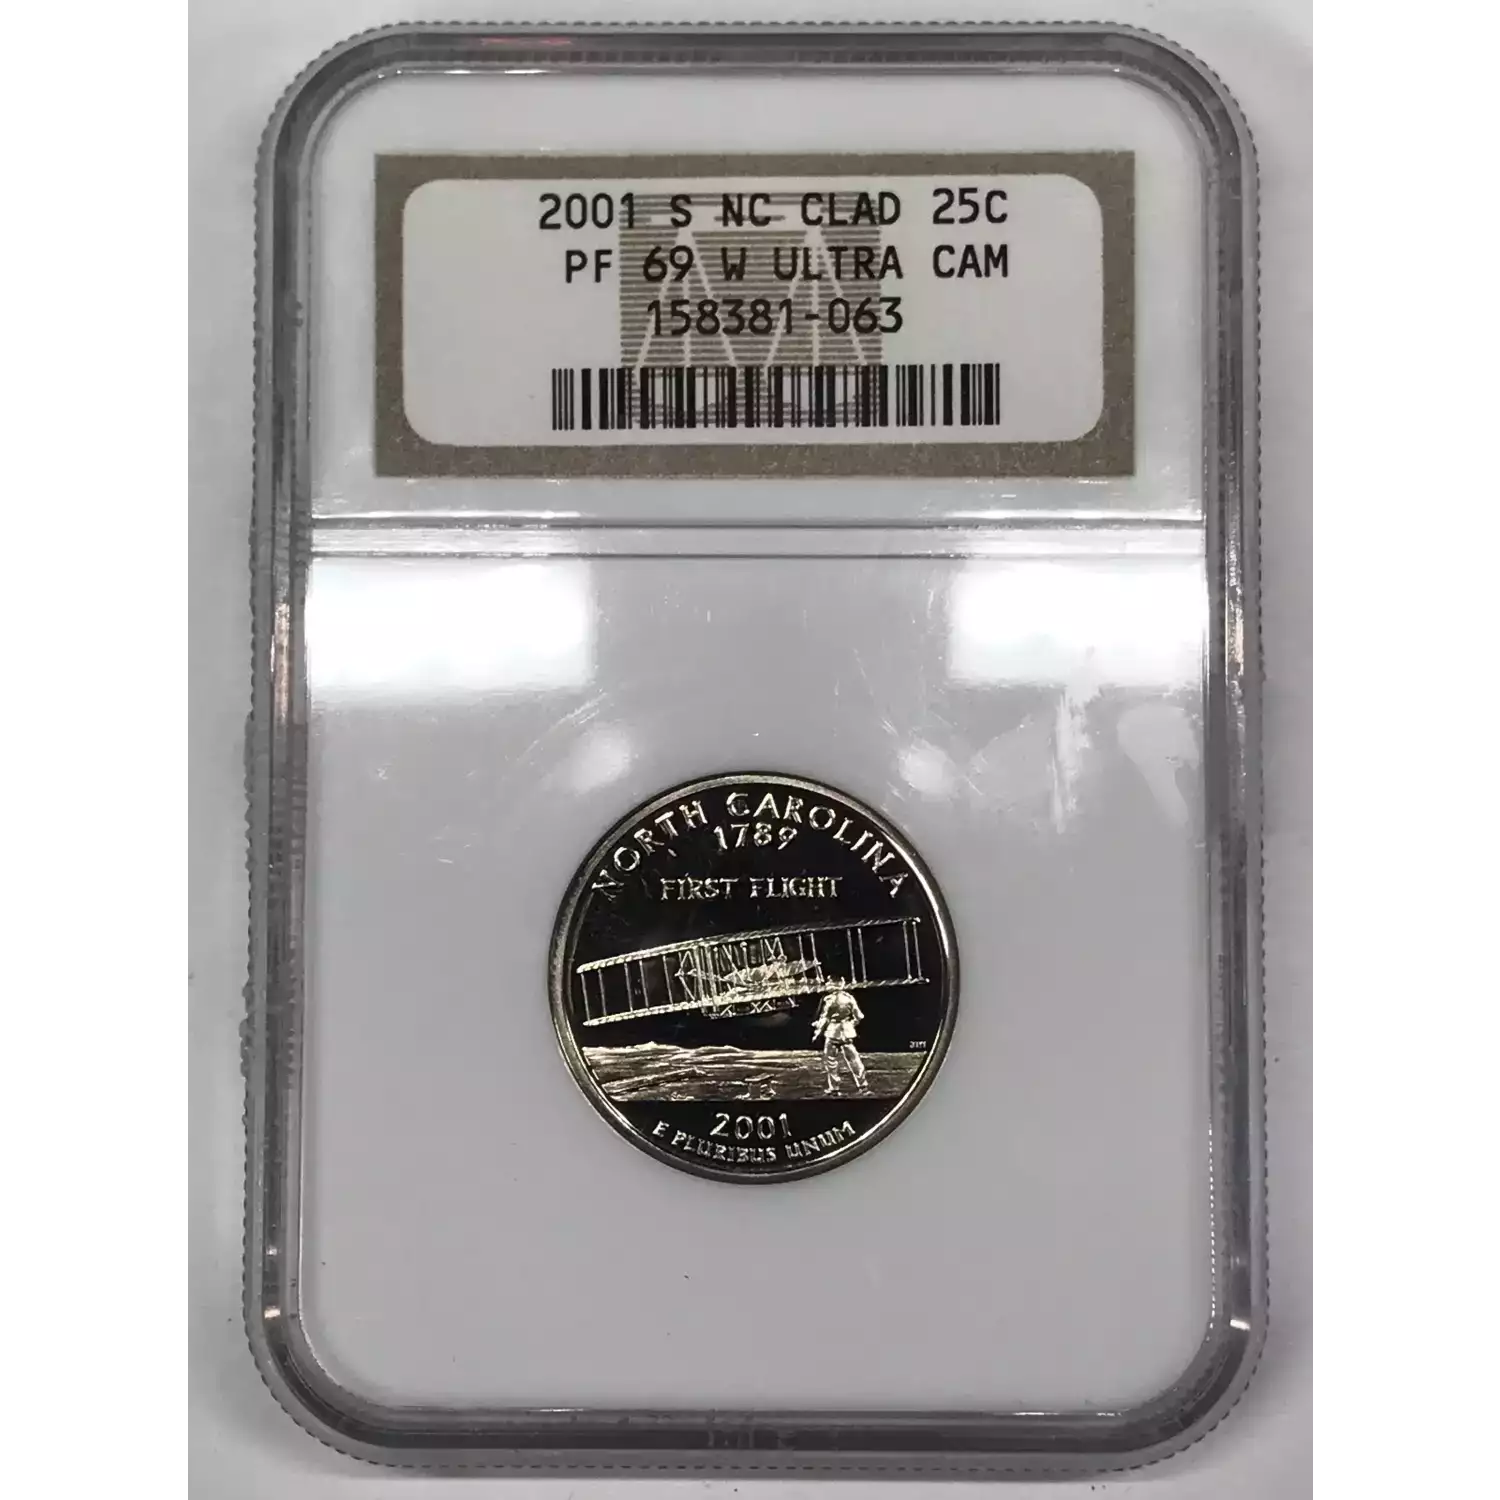 2001 S NC CLAD 25C
PF 69 W ULTRA CAM
158381-063
NORTH CAROLINA
1789
FIRST FLIGHT
2001
E PLURIBUS UNUM